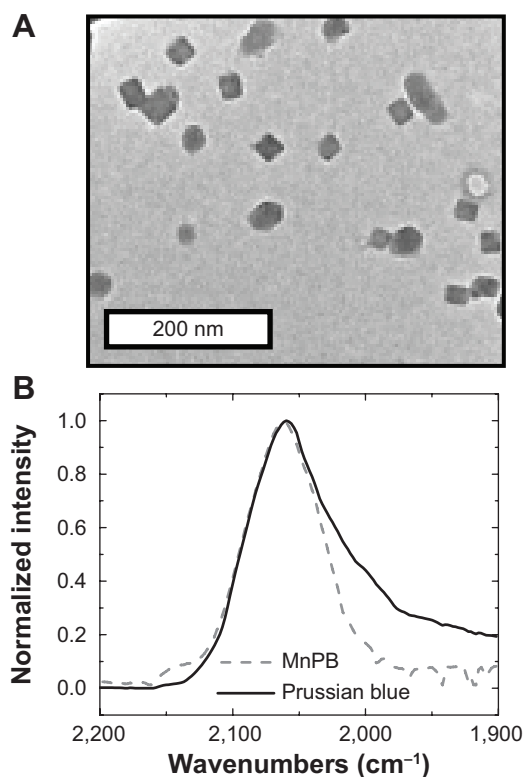 A
200 nm
B
Normalized intensity
1.0
0.8
0.6
0.4
0.2
0.0
MnPB
Prussian blue
2,200
2,100
2,000
1,900
Wavenumbers (cm⁻¹)